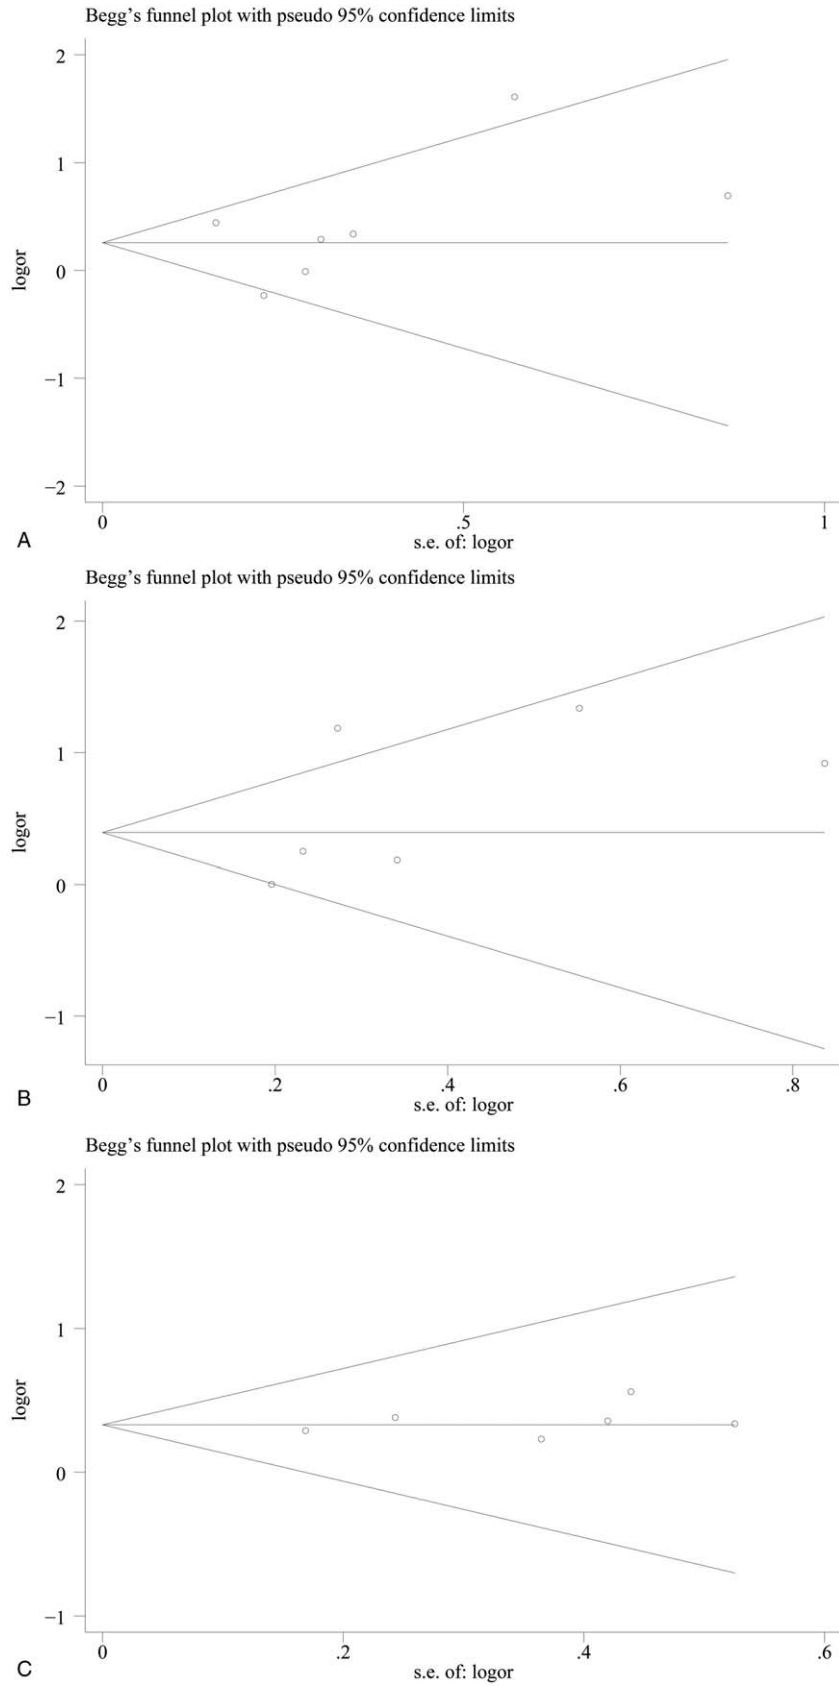 Begg’s funnel plot with pseudo 95% confidence limits
2
1
0
−1
−2
logor
0 .5 1
s.e. of: logor
A
Begg’s funnel plot with pseudo 95% confidence limits
2
1
0
−1
logor
0 .2 .4 .6 .8
s.e. of: logor
B
Begg’s funnel plot with pseudo 95% confidence limits
2
1
0
−1
logor
0 .2 .4 .6
s.e. of: logor
C